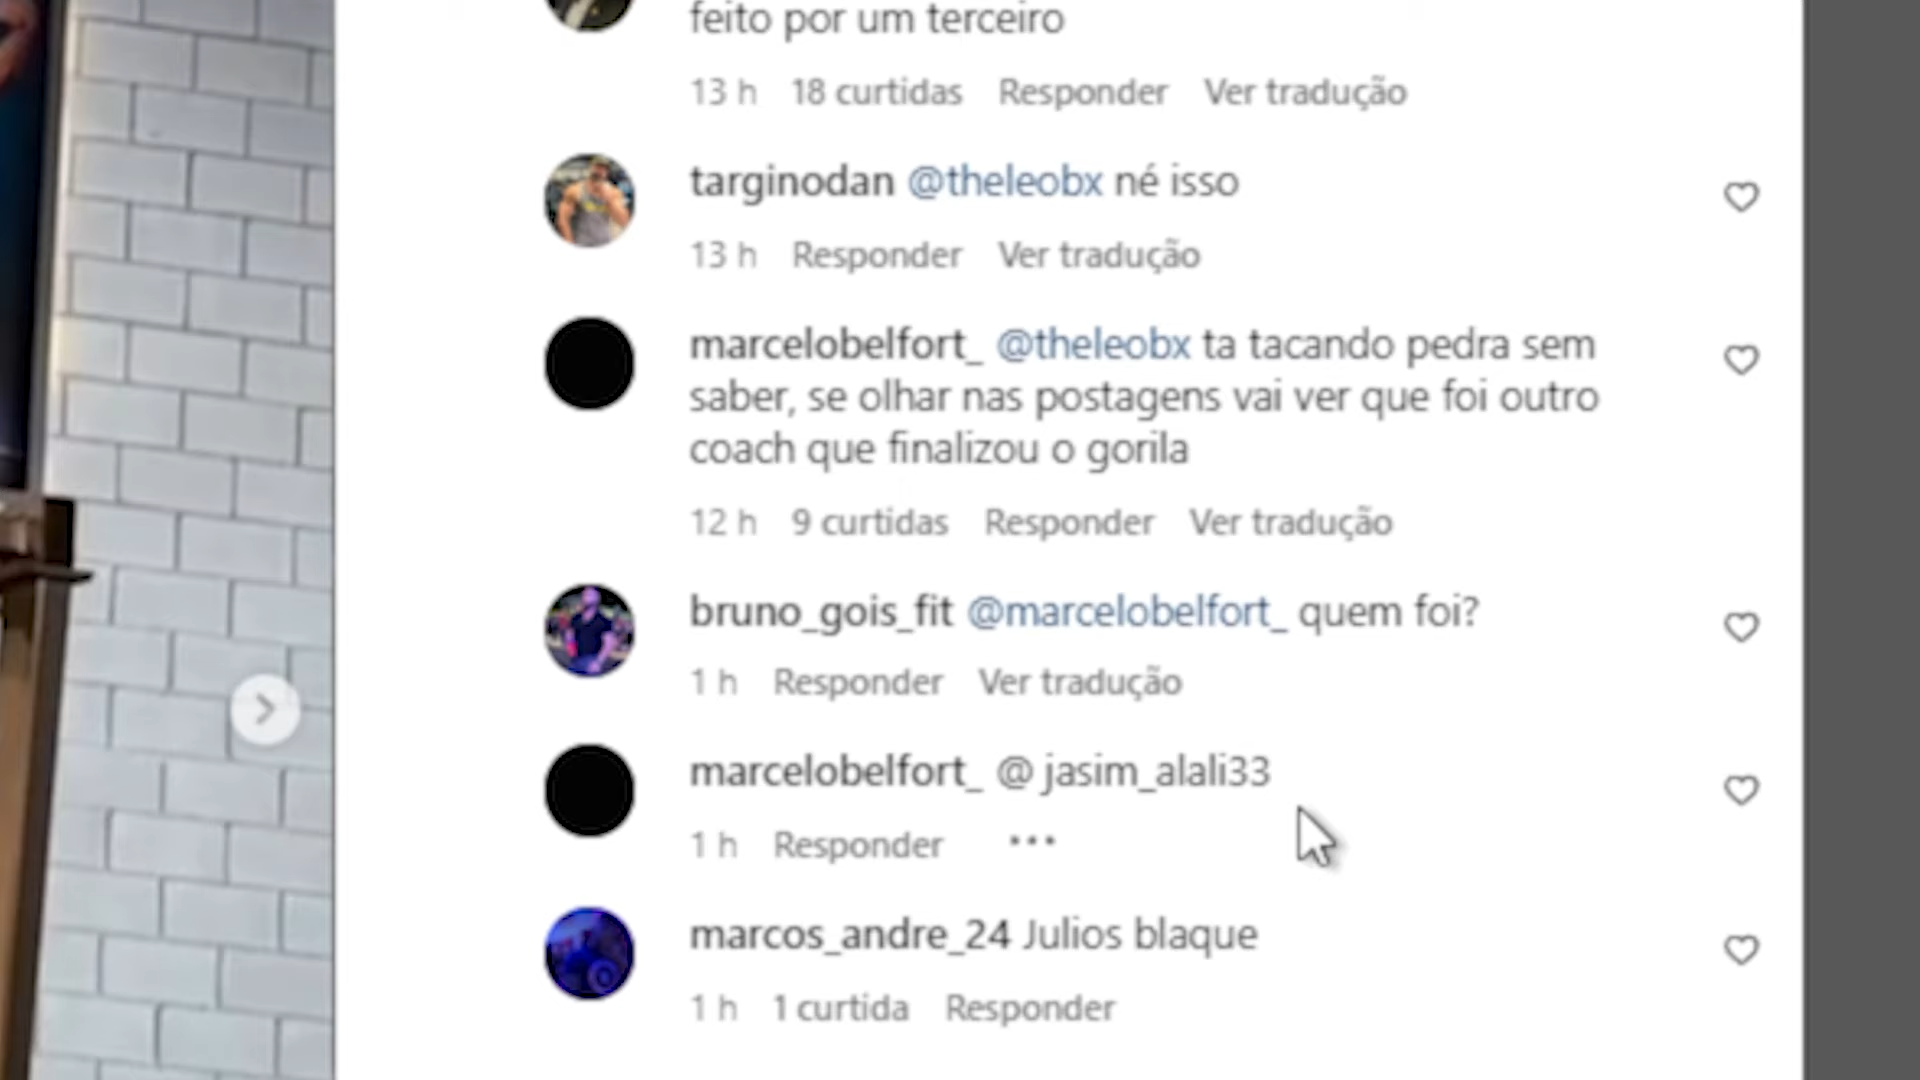 feito por um terceiro
13 h 18 curtidas Responder Ver tradução
targinodan @theleobx né isso
13 h Responder Ver tradução
marcelobelfort_ @theleobx ta tacando pedra sem
saber, se olhar nas postagens vai ver que foi outro
coach que finalizou o gorila
12 h 9 curtidas Responder Ver tradução
bruno_gois_fit @marcelobelfort_ quem foi?
1 h Responder Ver tradução
marcelobelfort_ @ jasim_alali33
1 h Responder ...
marcos_andre_24 Julios blaque
1 h 1 curtida Responder